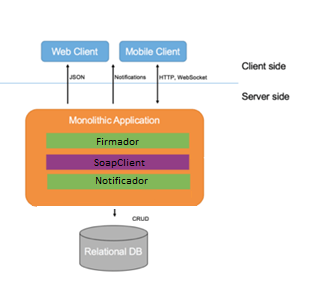 Web Client
Mobile Client
Client side
JSON
Notifications
HTTP, WebSocket
Server side
Monolithic Application
Firmador
SoapClient
Notificador
CRUD
Relational DB